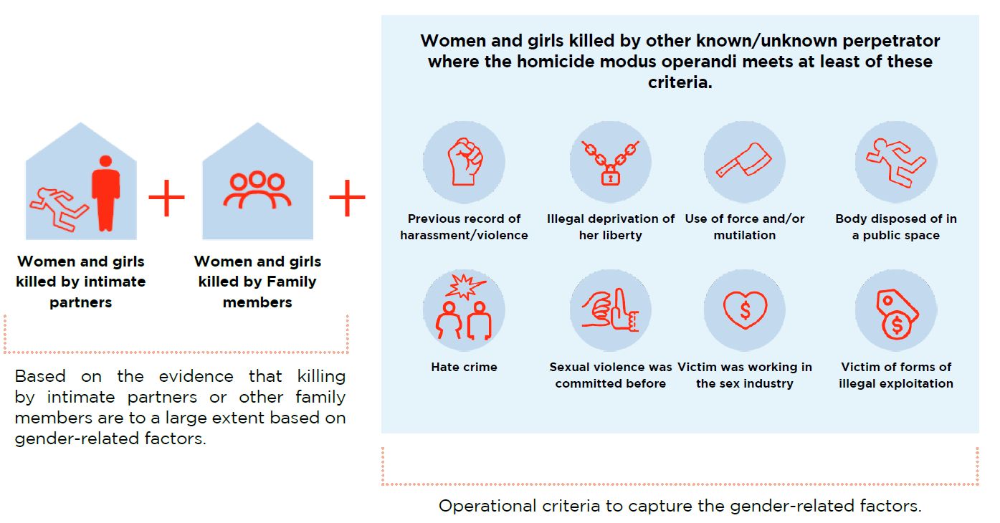 Women and girls killed by other known/unknown perpetrator
where the homicide modus operandi meets at least of these
criteria.
Previous record of
harassment/violence
Illegal deprivation of
her liberty
Use of force and/or
mutilation
Body disposed of in
a public space
Women and girls
killed by intimate
partners
Women and girls
killed by Family
members
Hate crime
Sexual violence was
committed before
Victim was working in
the sex industry
Victim of forms of
illegal exploitation
Based on the evidence that killing
by intimate partners or other family
members are to a large extent based on
gender-related factors.
Operational criteria to capture the gender-related factors.